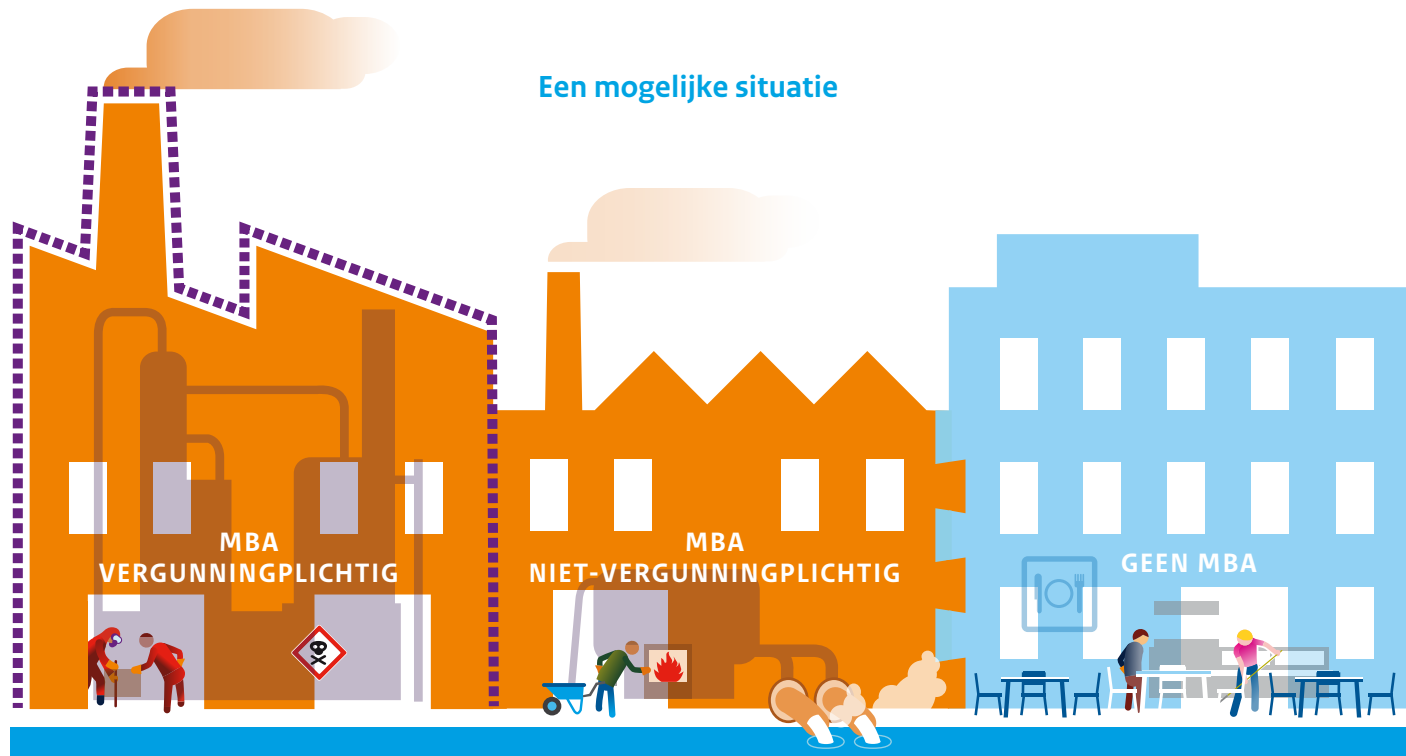 Een mogelijke situatie
MBA
VERGUNNINGPLICHTIG
MBA
NIET-VERGUNNINGPLICHTIG
GEEN MBA